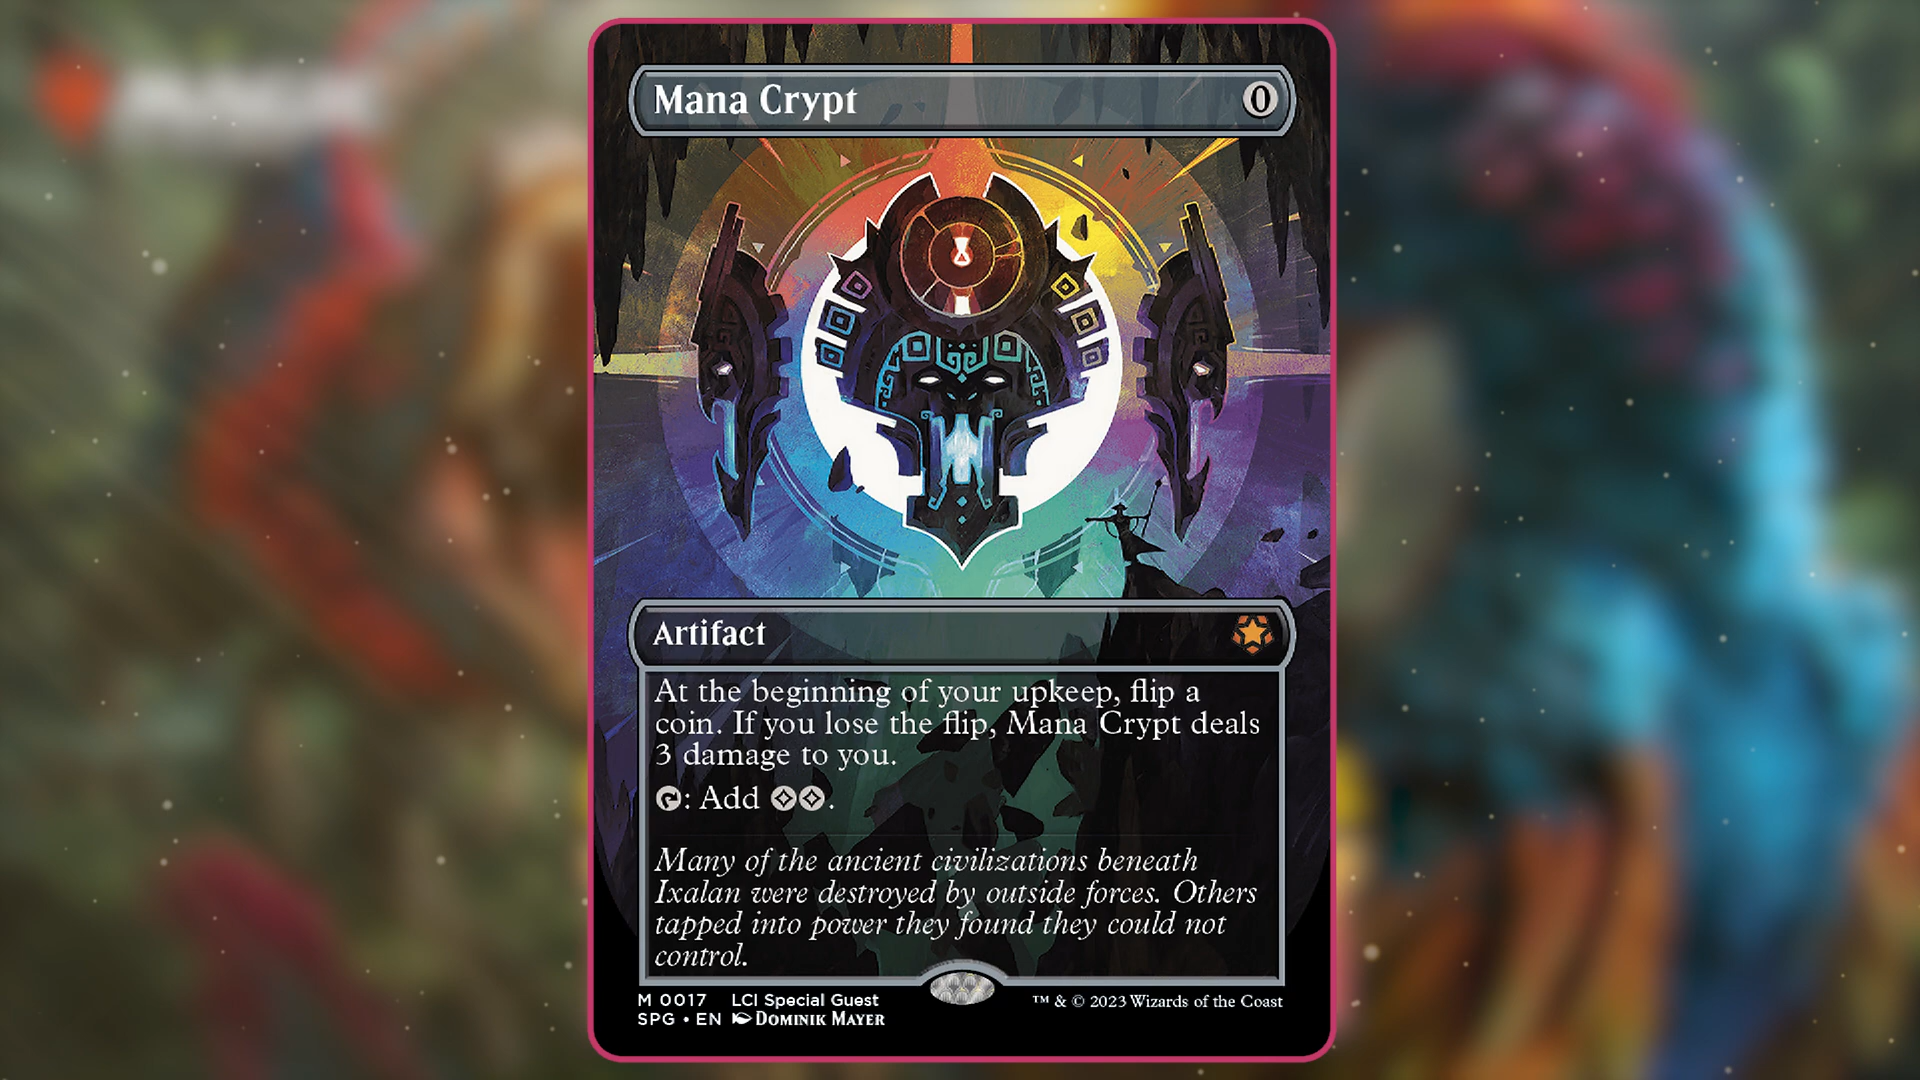 Mana Crypt 0
Artifact
At the beginning of your upkeep, flip a
coin. If you lose the flip, Mana Crypt deals
3 damage to you.
: Add .
Many of the ancient civilizations beneath
Ixalan were destroyed by outside forces. Others
tapped into power they found they could not
control.
M 0017 LCI Special Guest ™ & © 2023 Wizards of the Coast
SPG • EN DOMINIK MAYER